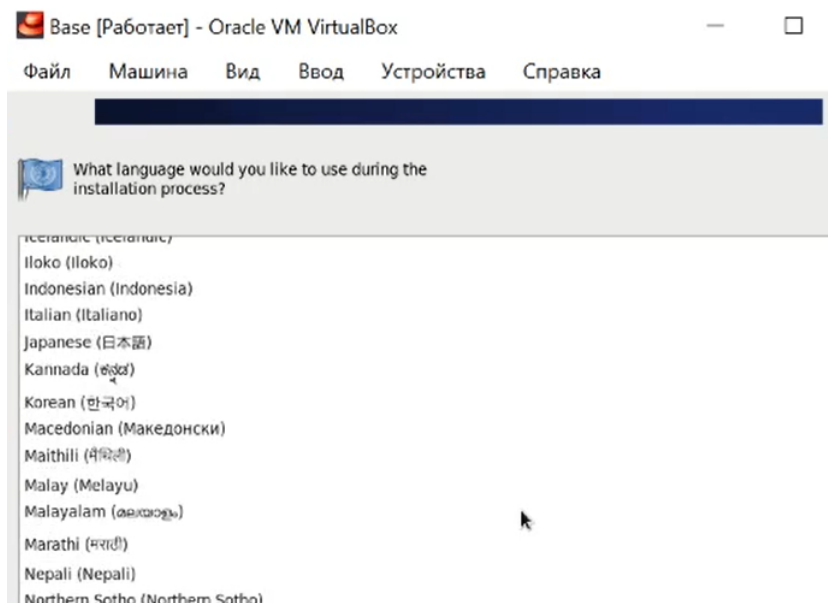 Base [Работает] - Oracle VM VirtualBox
Файл Машина Вид Ввод Устройства Справка
What language would you like to use during the
installation process?
Icelandic (Icelandic)
Iloko (Iloko)
Indonesian (Indonesia)
Italian (Italiano)
Japanese (日本語)
Kannada (ಕನ್ನಡ)
Korean (한국어)
Macedonian (Македонски)
Maithili (मैथिली)
Malay (Melayu)
Malayalam (മലയാളം)
Marathi (मराठी)
Nepali (Nepali)
Northern Sotho (Northern Sotho)